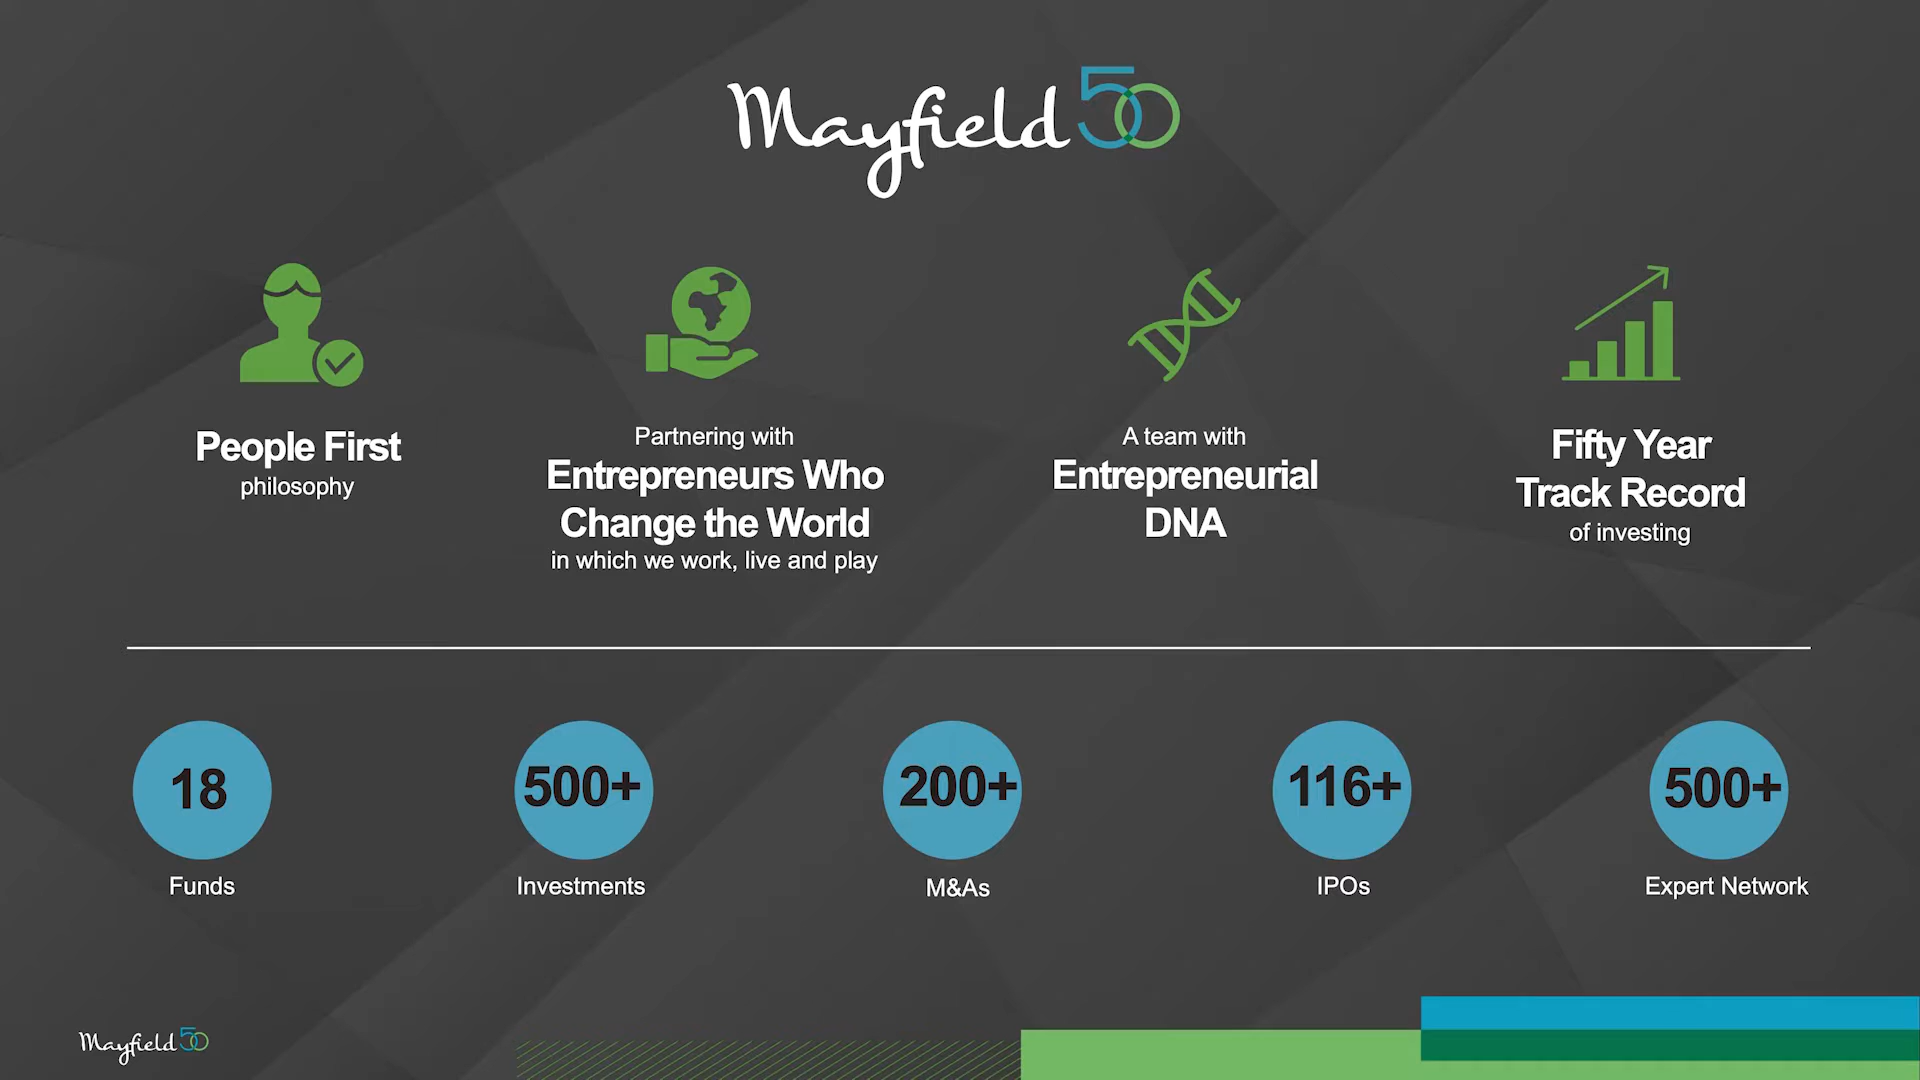 Mayfield 50
People First
philosophy
Partnering with
Entrepreneurs Who
Change the World
in which we work, live and play
A team with
Entrepreneurial
DNA
Fifty Year
Track Record
of investing
18
Funds
500+
Investments
200+
M&As
116+
IPOs
500+
Expert Network
Mayfield 50